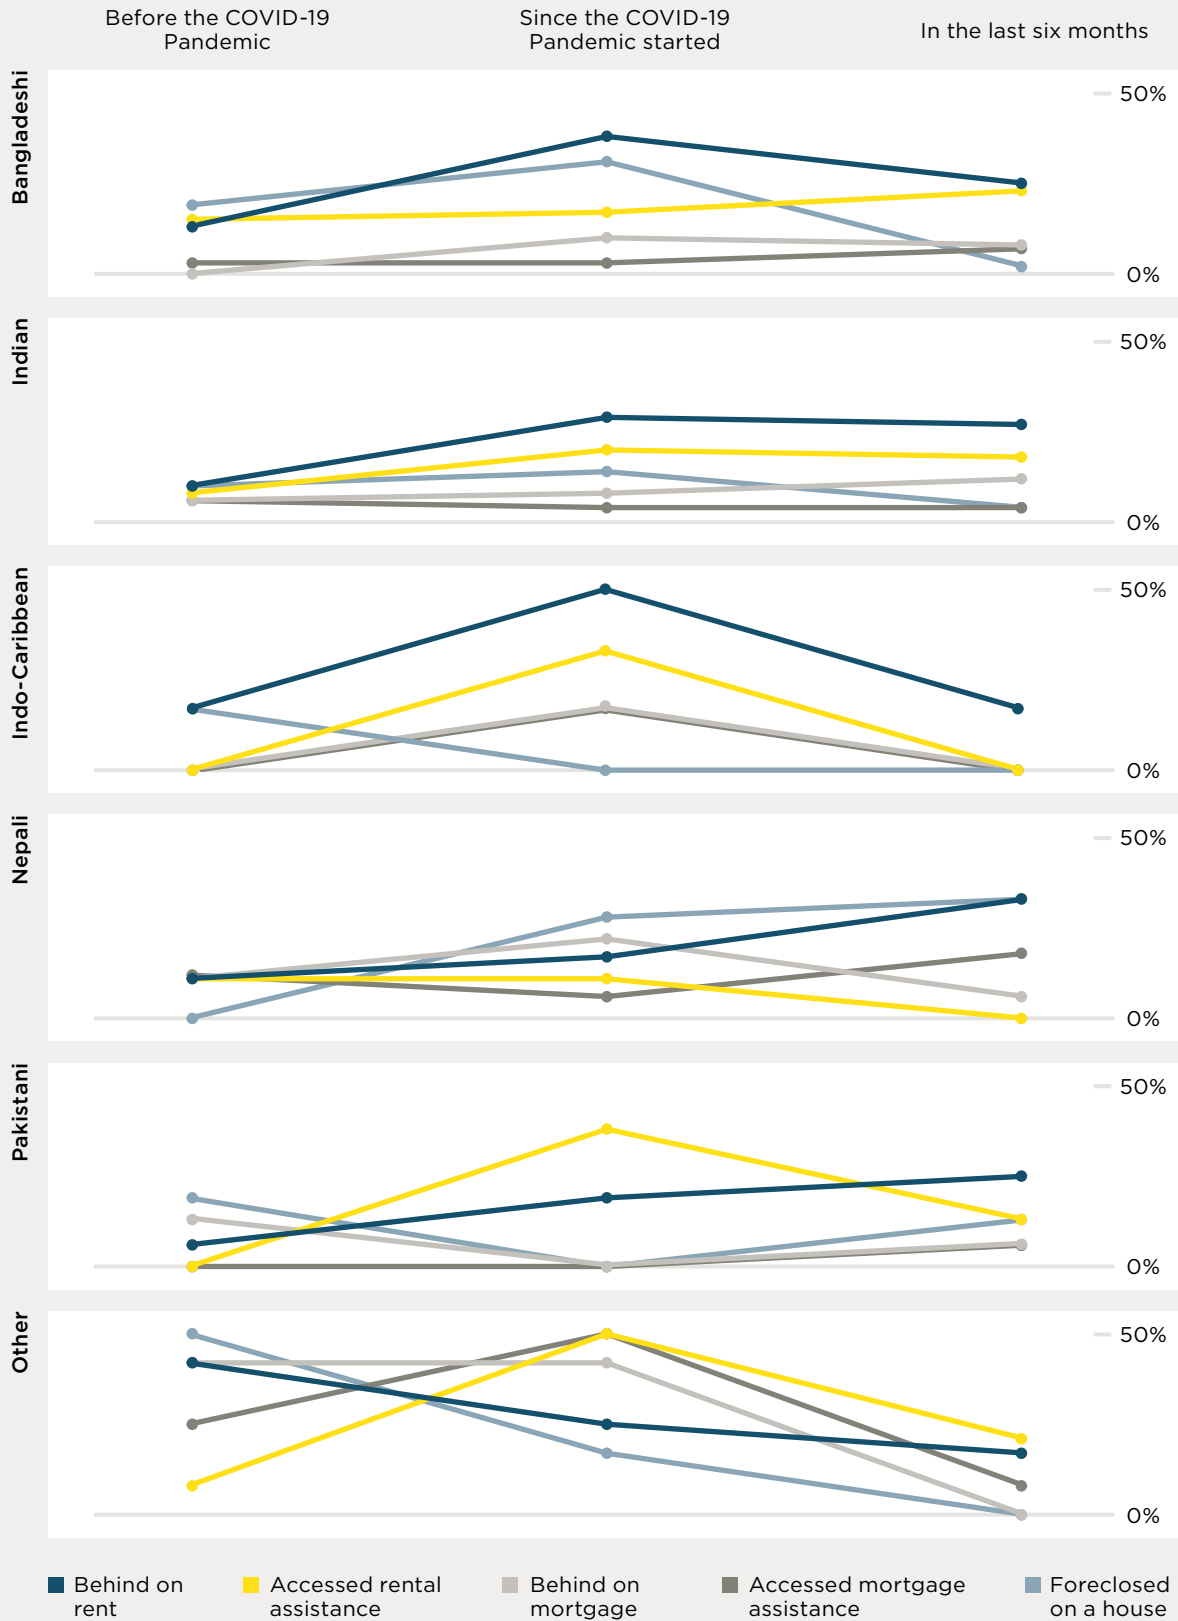 Before the COVID-19
Pandemic
Since the COVID-19
Pandemic started
In the last six months
Bangladeshi
50%
0%
Indian
50%
0%
Indo-Caribbean
50%
0%
Nepali
50%
0%
Pakistani
50%
0%
Other
50%
0%
Behind on
rent
Accessed rental
assistance
Behind on
mortgage
Accessed mortgage
assistance
Foreclosed
on a house